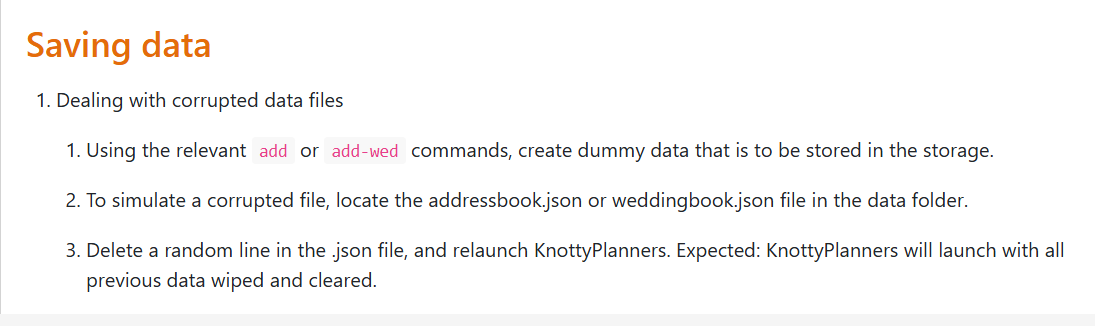 Saving data
1. Dealing with corrupted data files
1. Using the relevant add or add-wed commands, create dummy data that is to be stored in the storage.
2. To simulate a corrupted file, locate the addressbook.json or weddingbook.json file in the data folder.
3. Delete a random line in the .json file, and relaunch KnottyPlanners. Expected: KnottyPlanners will launch with all
previous data wiped and cleared.